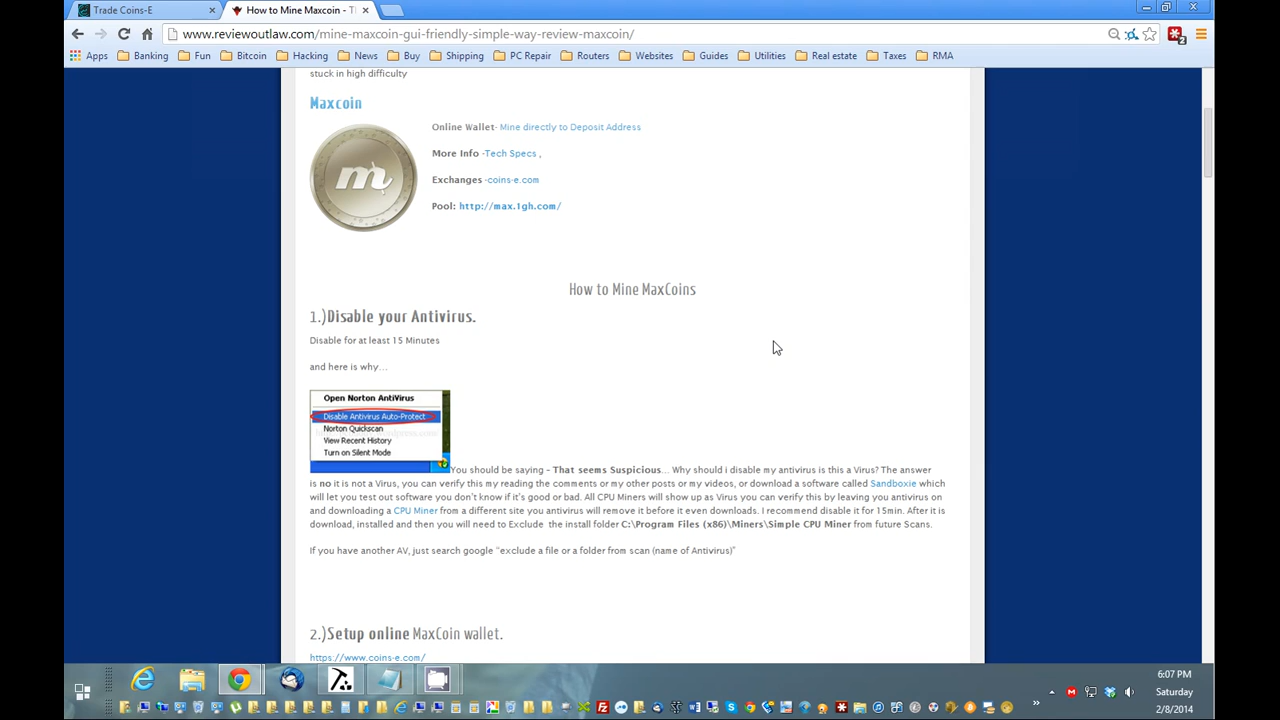 Trade Coins-E
How to Mine Maxcoin - T
www.reviewoutlaw.com/mine-maxcoin-gui-friendly-simple-way-review-maxcoin/
2
Apps Banking Fun Bitcoin Hacking News Buy Shipping PC Repair Routers Websites Guides Utilities Real estate Taxes RMA
stuck in high difficulty
Maxcoin
m
Online Wallet- Mine directly to Deposit Address
More Info -Tech Specs ,
Exchanges -coins-e.com
Pool: http://max.1gh.com/
How to Mine MaxCoins
1.)Disable your Antivirus.
Disable for at least 15 Minutes
and here is why...
Open Norton AntiVirus
Disable Antivirus Auto-Protect
Norton Quickscan
View Recent History
Turn on Silent Mode
You should be saying – That seems Suspicious... Why should i disable my antivirus is this a Virus? The answer
is no it is not a Virus, you can verify this my reading the comments or my other posts or my videos, or download a software called Sandboxie which
will let you test out software you don't know if it's good or bad. All CPU Miners will show up as Virus you can verify this by leaving you antivirus on
and downloading a CPU Miner from a different site you antivirus will remove it before it even downloads. I recommend disable it for 15min. After it is
download, installed and then you will need to Exclude the install folder C:\Program Files (x86)\Miners\Simple CPU Miner from future Scans.
If you have another AV, just search google "exclude a file or a folder from scan (name of Antivirus)"
2.)Setup online MaxCoin wallet.
https://www.coins-e.com/
6:07 PM
Saturday
2/8/2014